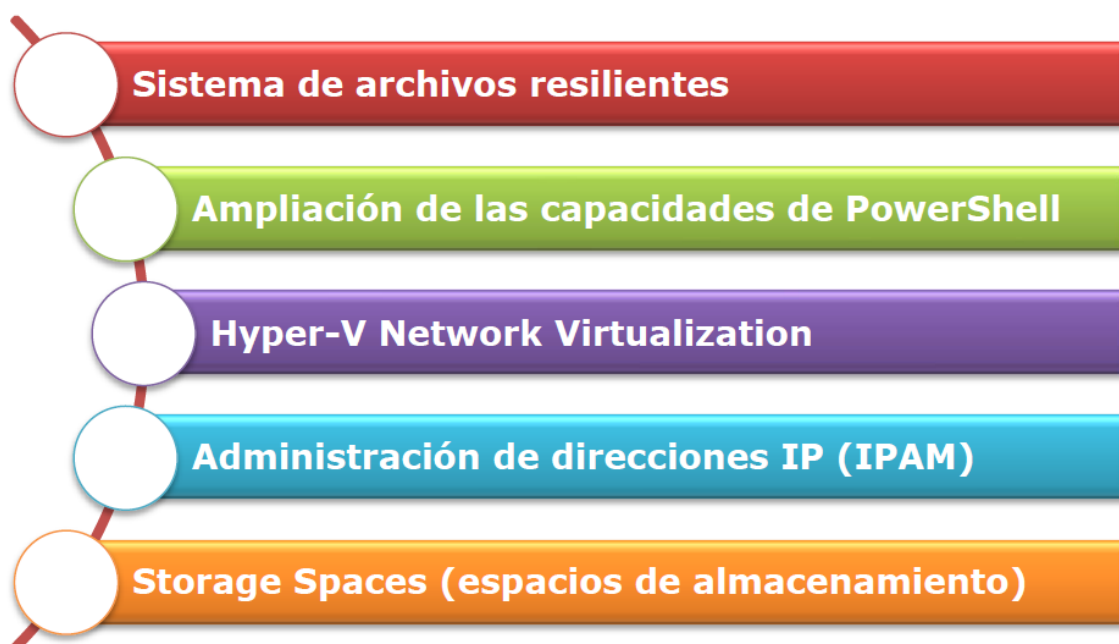 Sistema de archivos resilientes
Ampliación de las capacidades de PowerShell
Hyper-V Network Virtualization
Administración de direcciones IP (IPAM)
Storage Spaces (espacios de almacenamiento)